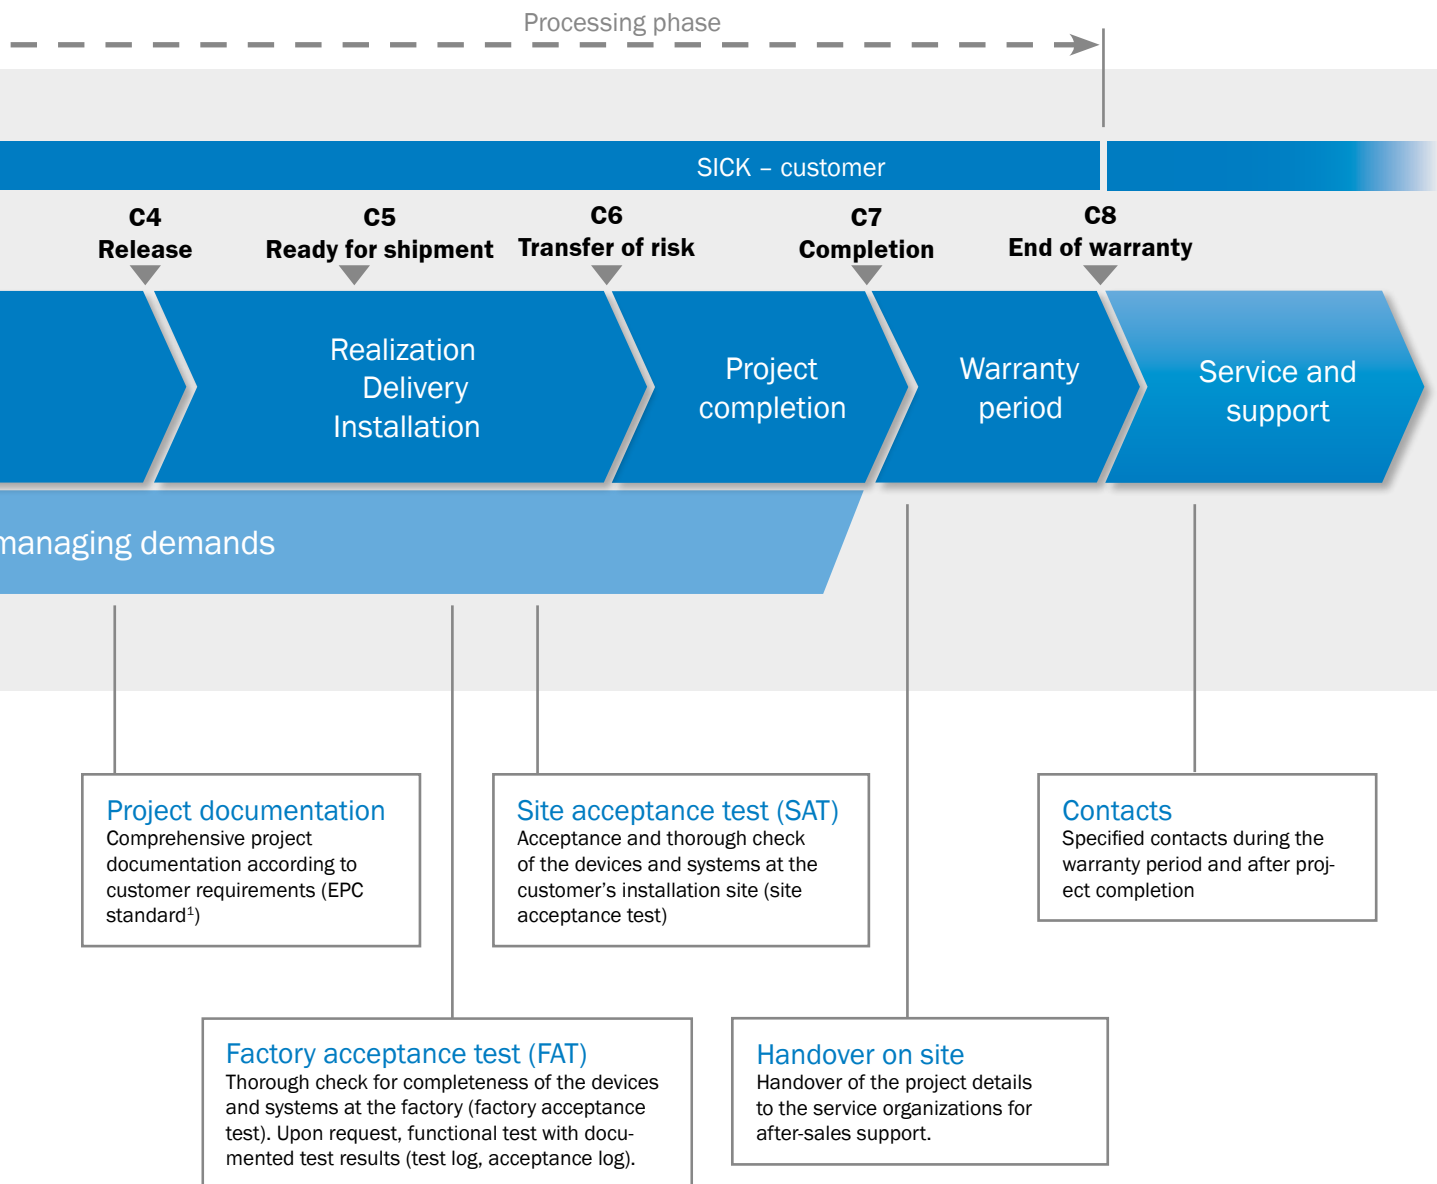 Processing phase
SICK – customer
C4
Release
C5
Ready for shipment
C6
Transfer of risk
C7
Completion
C8
End of warranty
Realization
Delivery
Installation
Project
completion
Warranty
period
Service and
support
managing demands
Project documentation
Comprehensive project
documentation according to
customer requirements (EPC
standard¹)
Site acceptance test (SAT)
Acceptance and thorough check
of the devices and systems at the
customer’s installation site (site
acceptance test)
Contacts
Specified contacts during the
warranty period and after proj-
ect completion
Factory acceptance test (FAT)
Thorough check for completeness of the devices
and systems at the factory (factory acceptance
test). Upon request, functional test with docu-
mented test results (test log, acceptance log).
Handover on site
Handover of the project details
to the service organizations for
after-sales support.